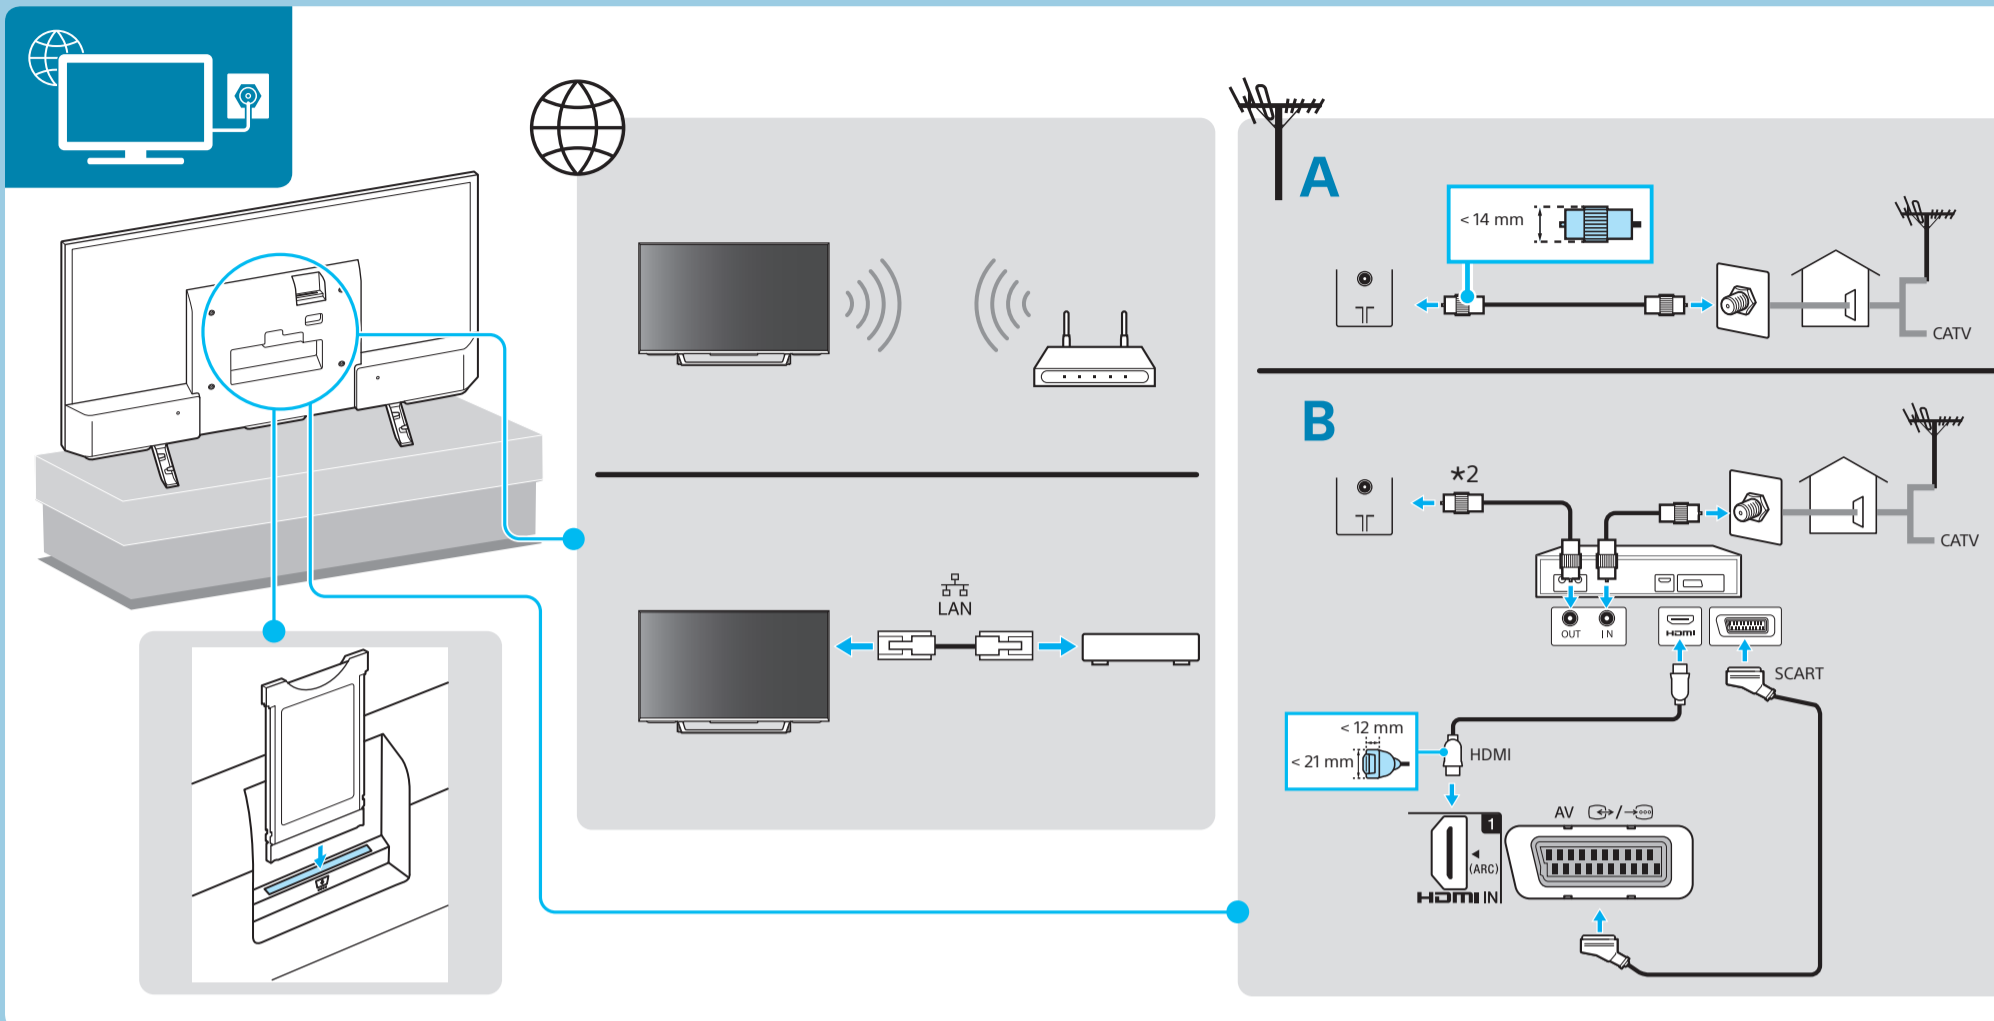 LAN
A
< 14 mm
CATV
B
*2
CATV
OUT
IN
HDMI
SCART
< 12 mm
< 21 mm
HDMI
1
(ARC)
HDMI IN
AV
/